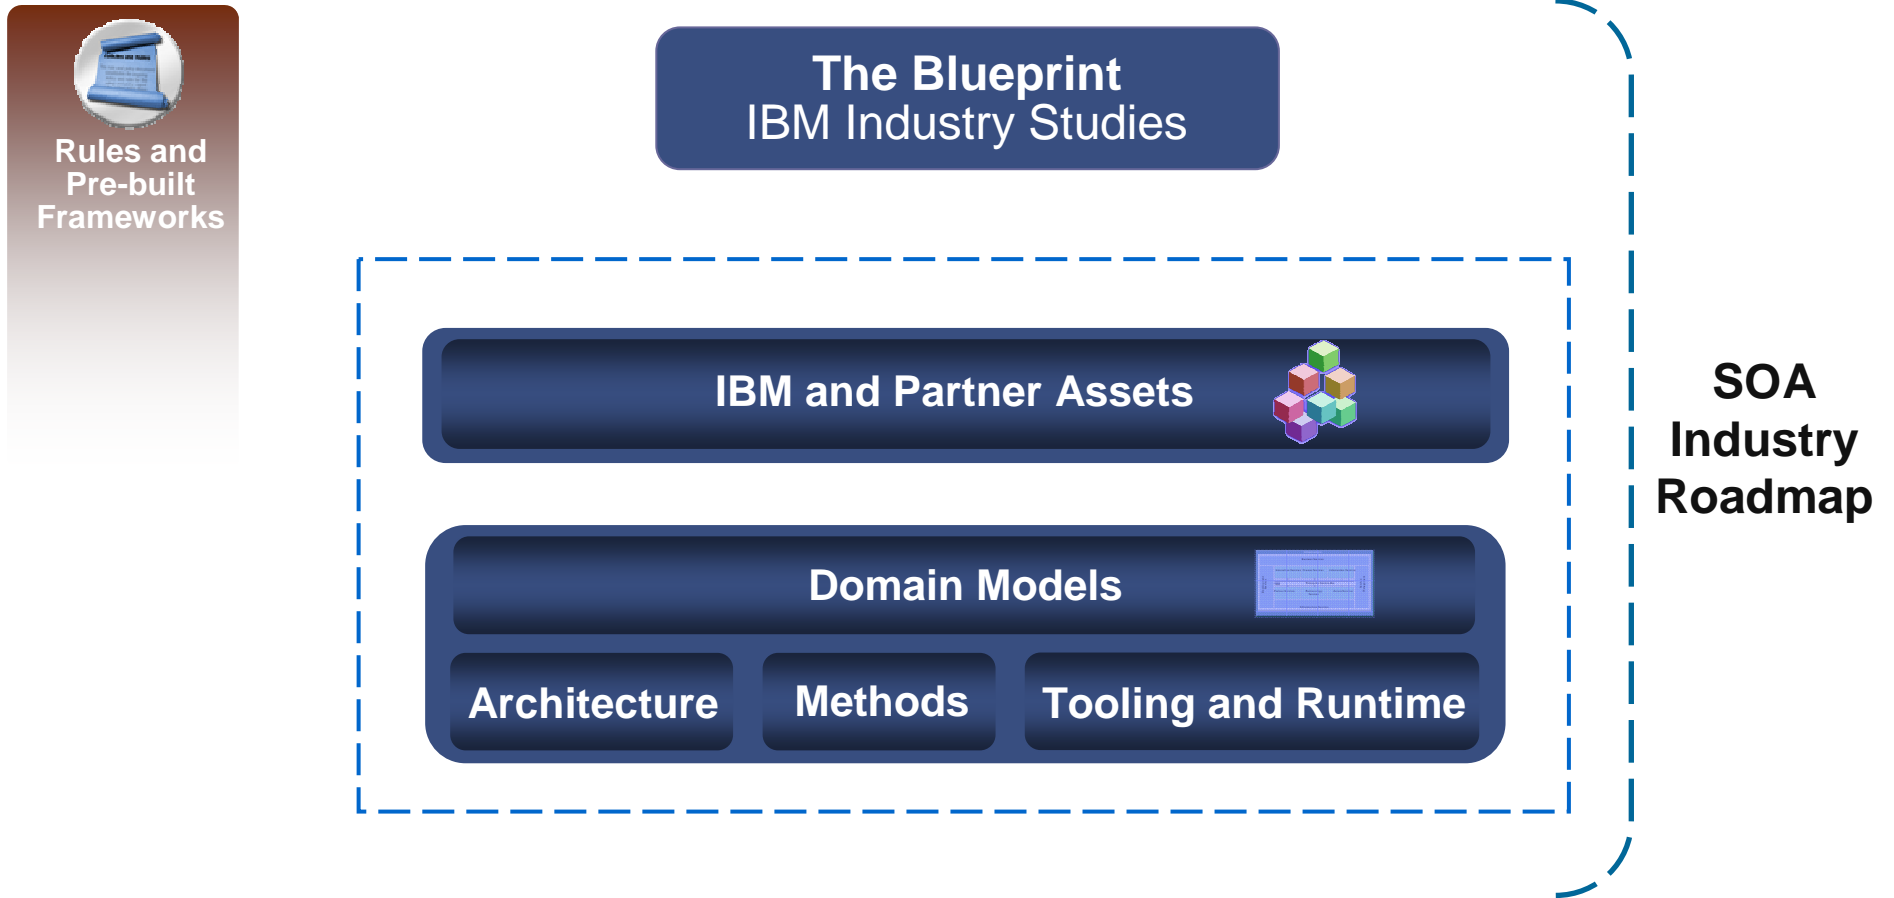 Rules and
Pre-built
Frameworks
The Blueprint
IBM Industry Studies
IBM and Partner Assets
Domain Models
Architecture
Methods
Tooling and Runtime
SOA
Industry
Roadmap